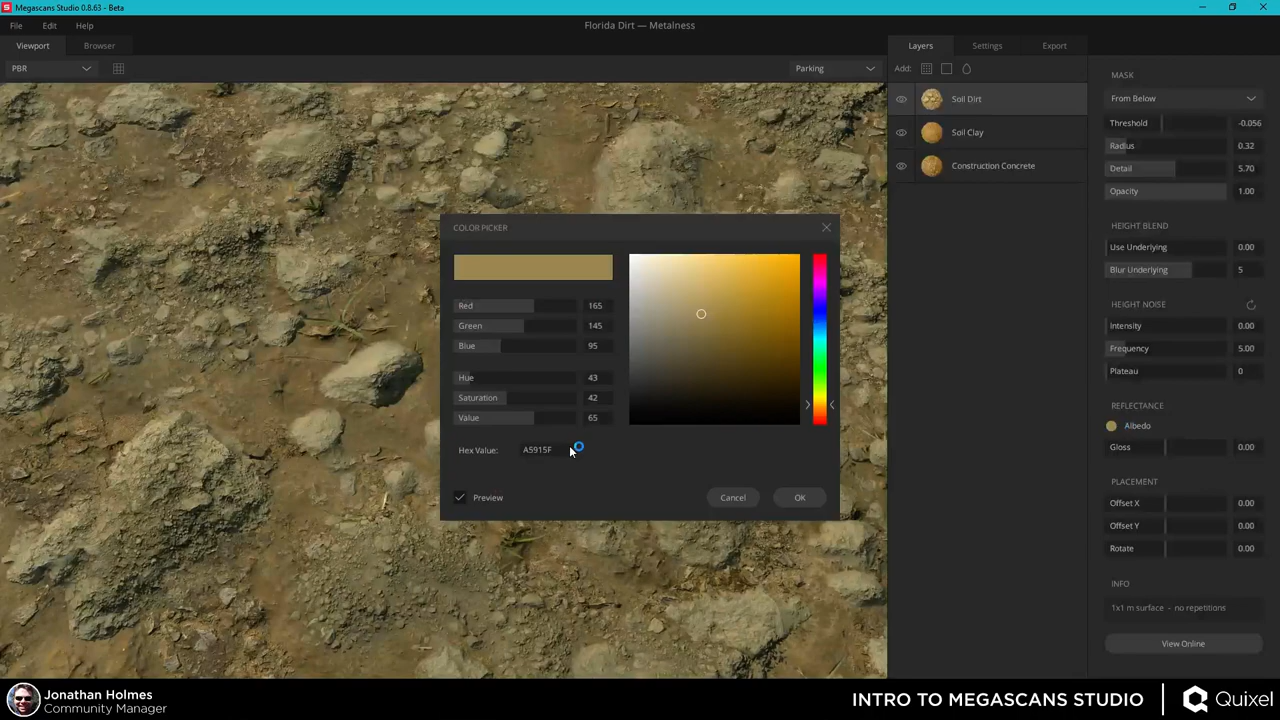 Megascans Studio 0.8.63 - Beta
File Edit Help
Florida Dirt — Metalness
Viewport Browser
Layers Settings Export
PBR
Parking
Add:
Soil Dirt
Soil Clay
Construction Concrete
MASK
From Below
Threshold -0.056
Radius 0.32
Detail 5.70
Opacity 1.00
HEIGHT BLEND
Use Underlying 0.00
Blur Underlying 5
HEIGHT NOISE
Intensity 0.00
Frequency 5.00
Plateau 0
REFLECTANCE
Albedo
Gloss 0.00
PLACEMENT
Offset X 0.00
Offset Y 0.00
Rotate 0.00
INFO
1x1 m surface - no repetitions
View Online
COLOR PICKER
Red 165
Green 145
Blue 95
Hue 43
Saturation 42
Value 65
Hex Value: A5915F
Preview
Cancel
OK
Jonathan Holmes
Community Manager
INTRO TO MEGASCANS STUDIO
Quixel